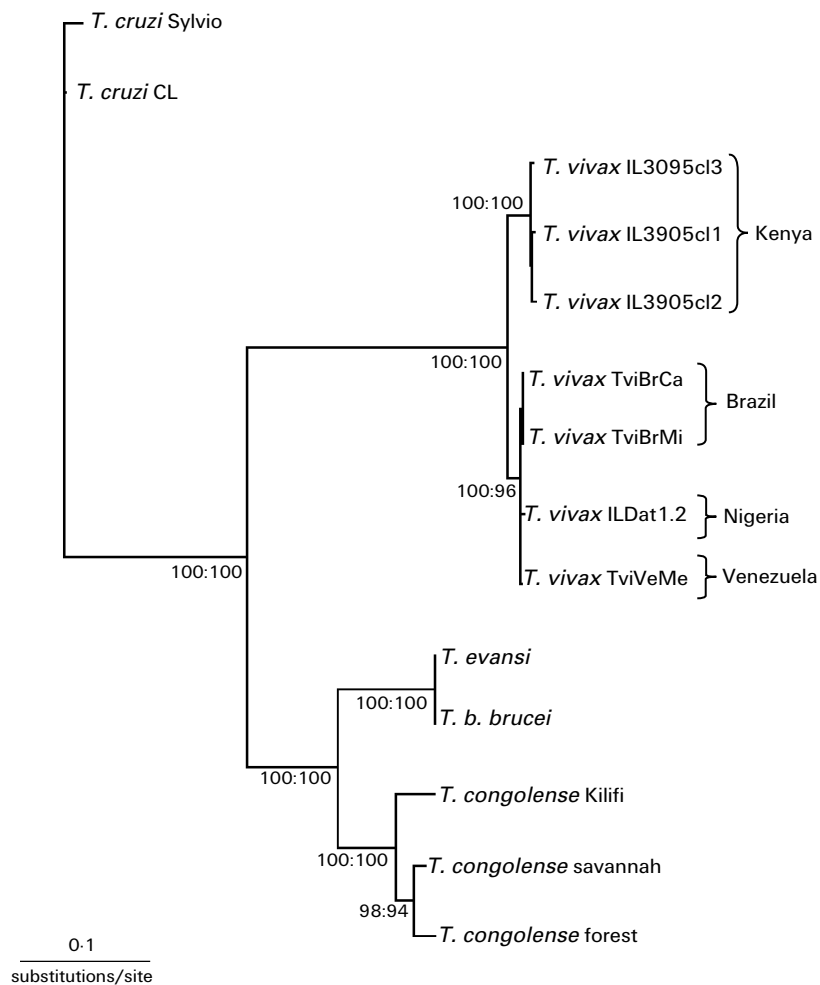 T. cruzi Sylvio
T. cruzi CL
T. vivax IL3095cl3
100:100
T. vivax IL3905cl1
Kenya
T. vivax IL3905cl2
100:100
T. vivax TviBrCa
Brazil
T. vivax TviBrMi
100:96
T. vivax ILDat1.2
Nigeria
100:100
T. vivax TviVeMe
Venezuela
T. evansi
100:100
T. b. brucei
100:100
T. congolense Kilifi
100:100
T. congolense savannah
98:94
T. congolense forest
0·1
substitutions/site